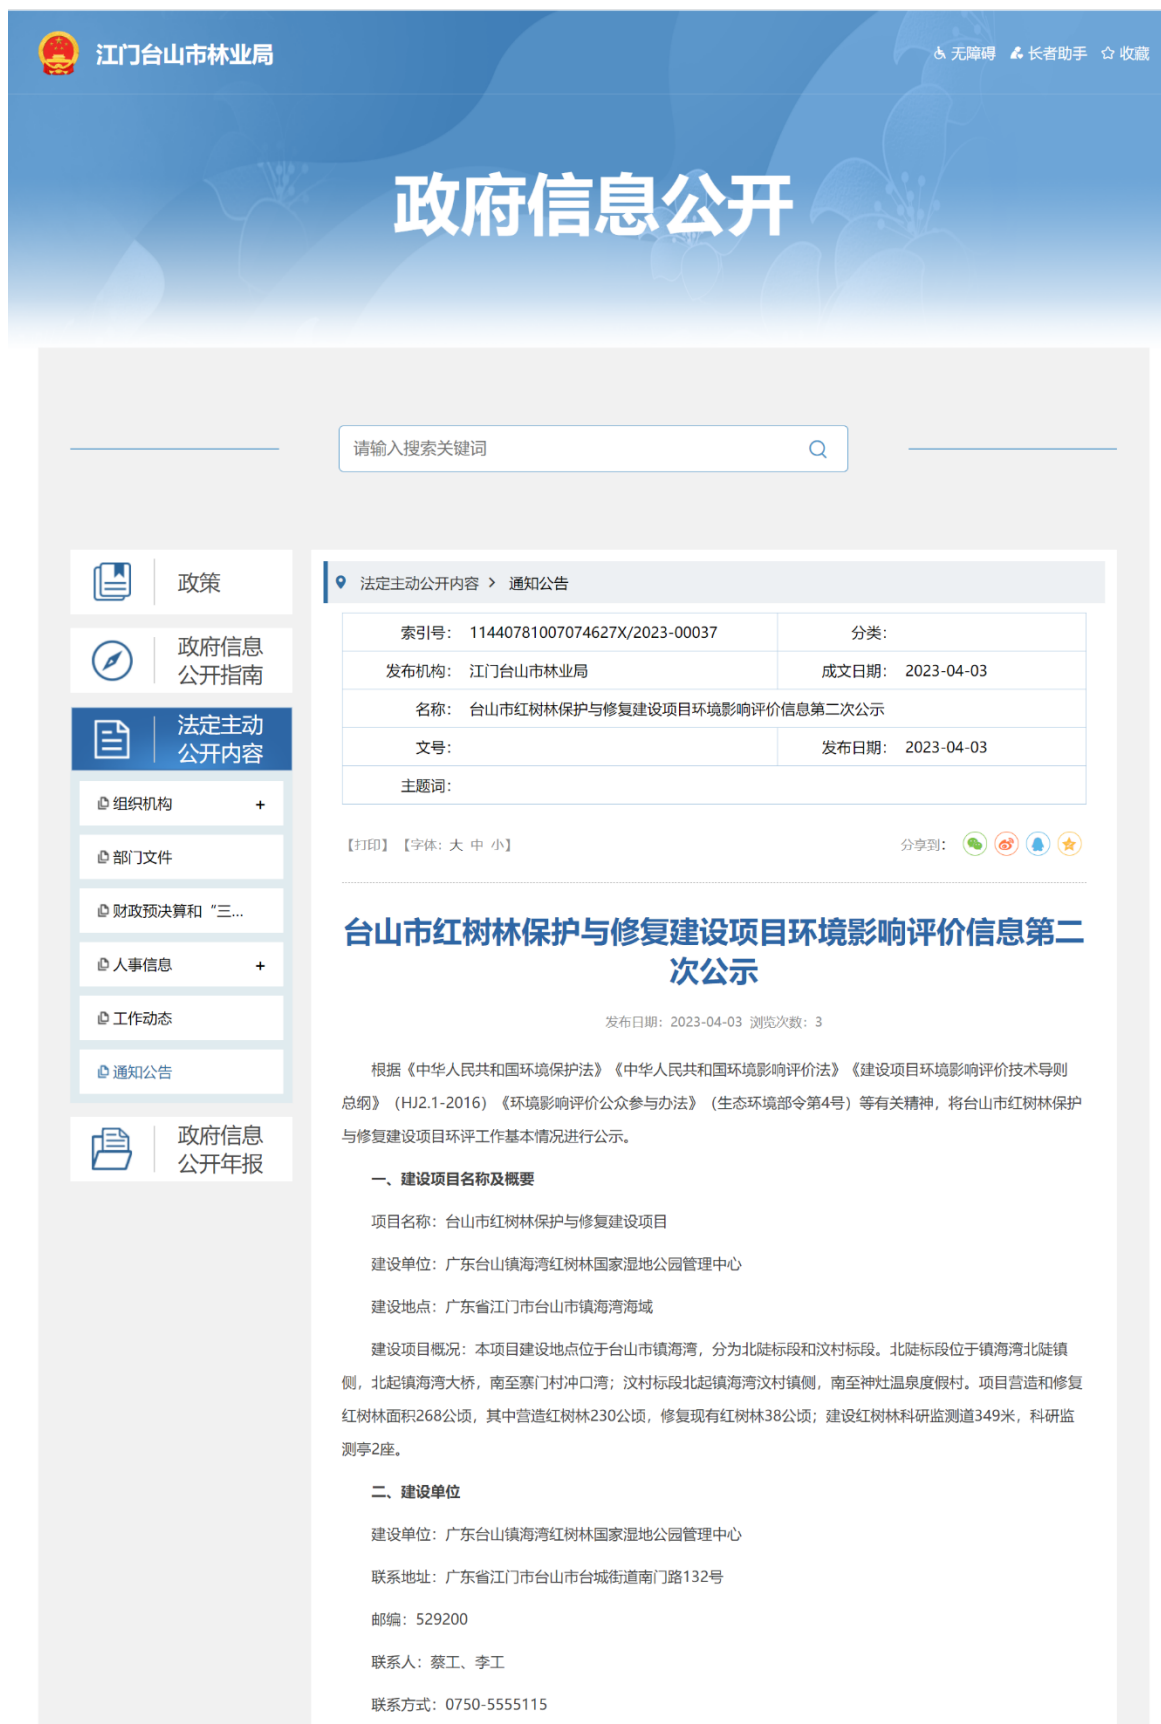 江门台山市林业局
无障碍 长者助手 收藏
政府信息公开
请输入搜索关键词
政策
政府信息
公开指南
法定主动
公开内容
组织机构 +
部门文件
财政预决算和“三...
人事信息 +
工作动态
通知公告
政府信息
公开年报
法定主动公开内容 > 通知公告
索引号： 11440781007074627X/2023-00037 分类：
发布机构： 江门台山市林业局 成文日期： 2023-04-03
名称： 台山市红树林保护与修复建设项目环境影响评价信息第二次公示
文号： 发布日期： 2023-04-03
主题词：
【打印】 【字体：大 中 小】 分享到：
台山市红树林保护与修复建设项目环境影响评价信息第二
次公示
发布日期：2023-04-03 浏览次数：3
根据《中华人民共和国环境保护法》《中华人民共和国环境影响评价法》《建设项目环境影响评价技术导则
总纲》（HJ2.1-2016）《环境影响评价公众参与办法》（生态环境部令第4号）等有关精神，将台山市红树林保护
与修复建设项目环评工作基本情况进行公示。
一、建设项目名称及概要
项目名称：台山市红树林保护与修复建设项目
建设单位：广东台山镇海湾红树林国家湿地公园管理中心
建设地点：广东省江门市台山市镇海湾海域
建设项目概况：本项目建设地点位于台山市镇海湾，分为北陡标段和汶村标段。北陡标段位于镇海湾北陡镇
侧，北起镇海湾大桥，南至寨门村冲口湾；汶村标段北起镇海湾汶村镇侧，南至神灶温泉度假村。项目营造和修复
红树林面积268公顷，其中营造红树林230公顷，修复现有红树林38公顷；建设红树林科研监测道349米，科研监
测亭2座。
二、建设单位
建设单位：广东台山镇海湾红树林国家湿地公园管理中心
联系地址：广东省江门市台山市台城街道南门路132号
邮编：529200
联系人：蔡工、李工
联系方式：0750-5555115